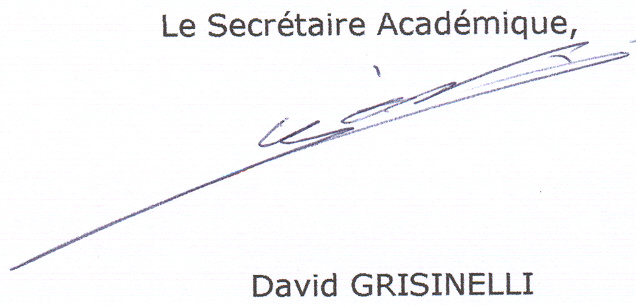 Le Secrétaire Académique,
David GRISINELLI